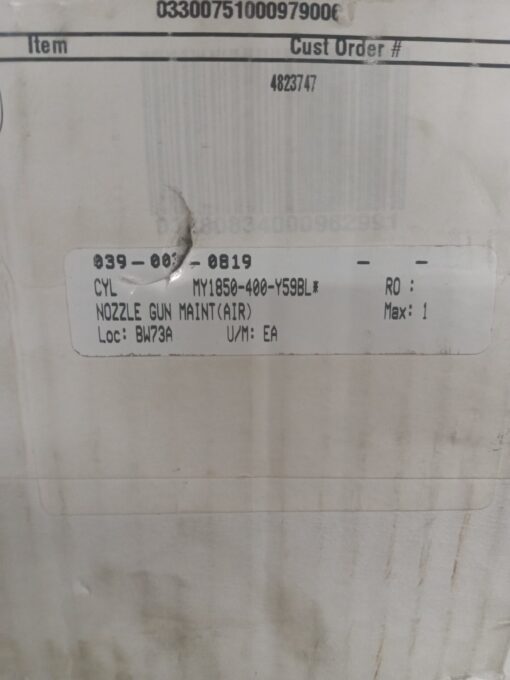 03300751000979006
Item Cust Order #
4823747
039-00 -0819 - -
CYL MY1850-400-Y59BL* RO :
NOZZLE GUN MAINT(AIR) Max: 1
Loc: BW73A U/M: EA